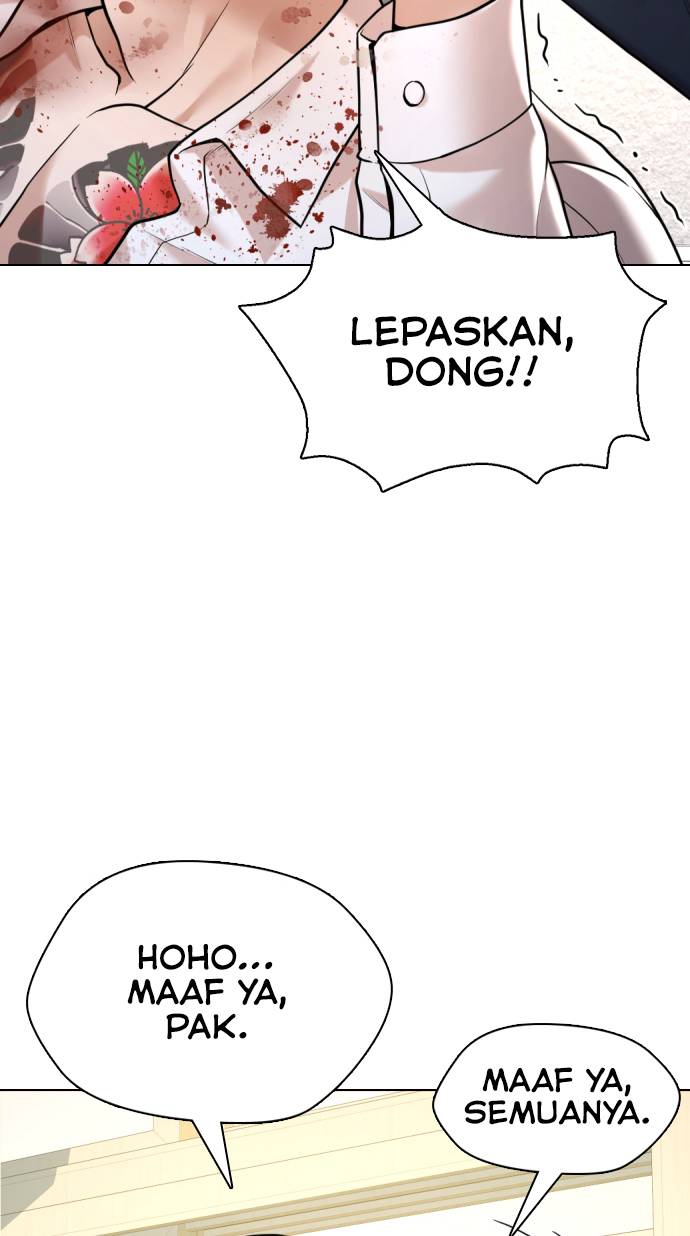 LEPASKAN,
DONG!!
HOHO...
MAAF YA,
PAK.
MAAF YA,
SEMUANYA.